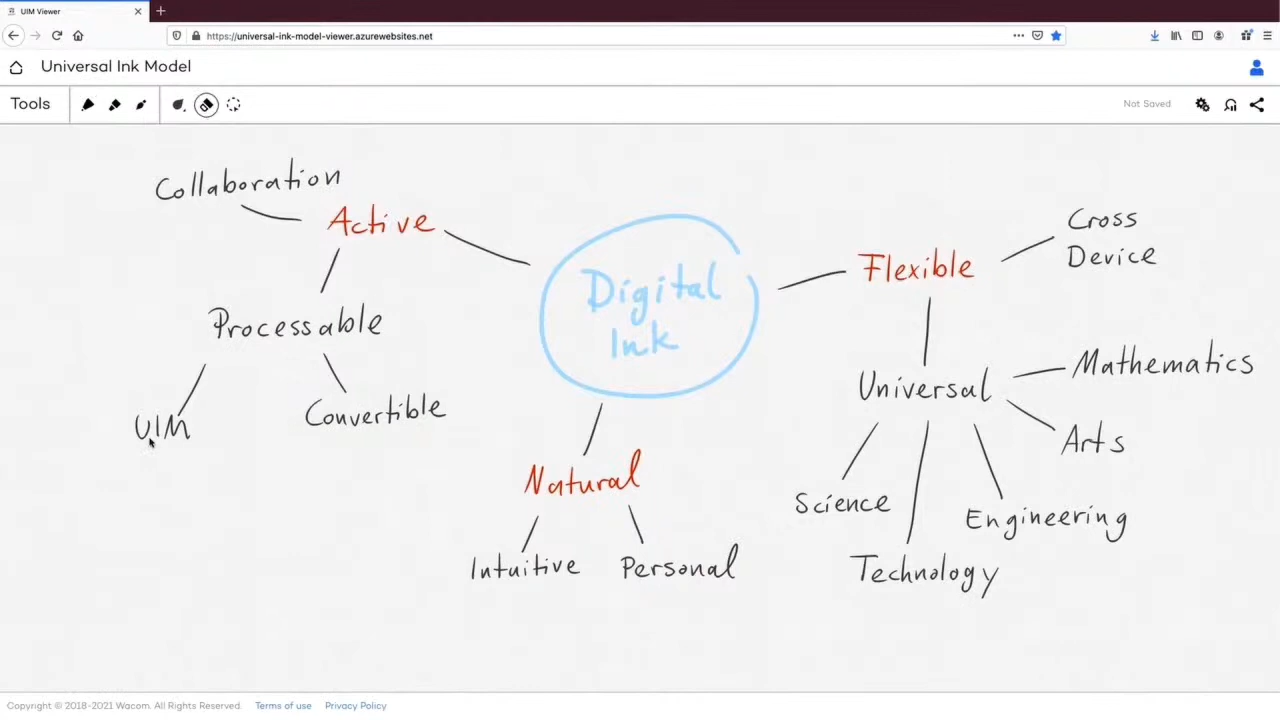 UIM Viewer
https://universal-ink-model-viewer.azurewebsites.net
Universal Ink Model
Tools
Not Saved
Collaboration
Active
Processable
UIM
Convertible
Digital
Ink
Natural
Intuitive
Personal
Flexible
Cross
Device
Universal
Mathematics
Arts
Science
Engineering
Technology
Copyright © 2018-2021 Wacom. All Rights Reserved. Terms of use Privacy Policy